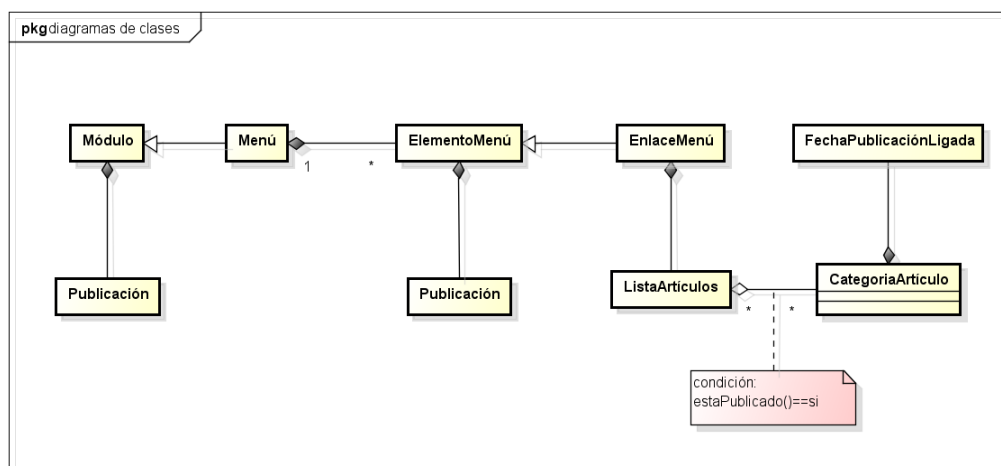 pkg diagramas de clases
Módulo
Menú
ElementoMenú
EnlaceMenú
FechaPublicaciónLigada
1
*
Publicación
Publicación
ListaArtículos
CategoriaArtículo
*
*
condición:
estaPublicado()==si